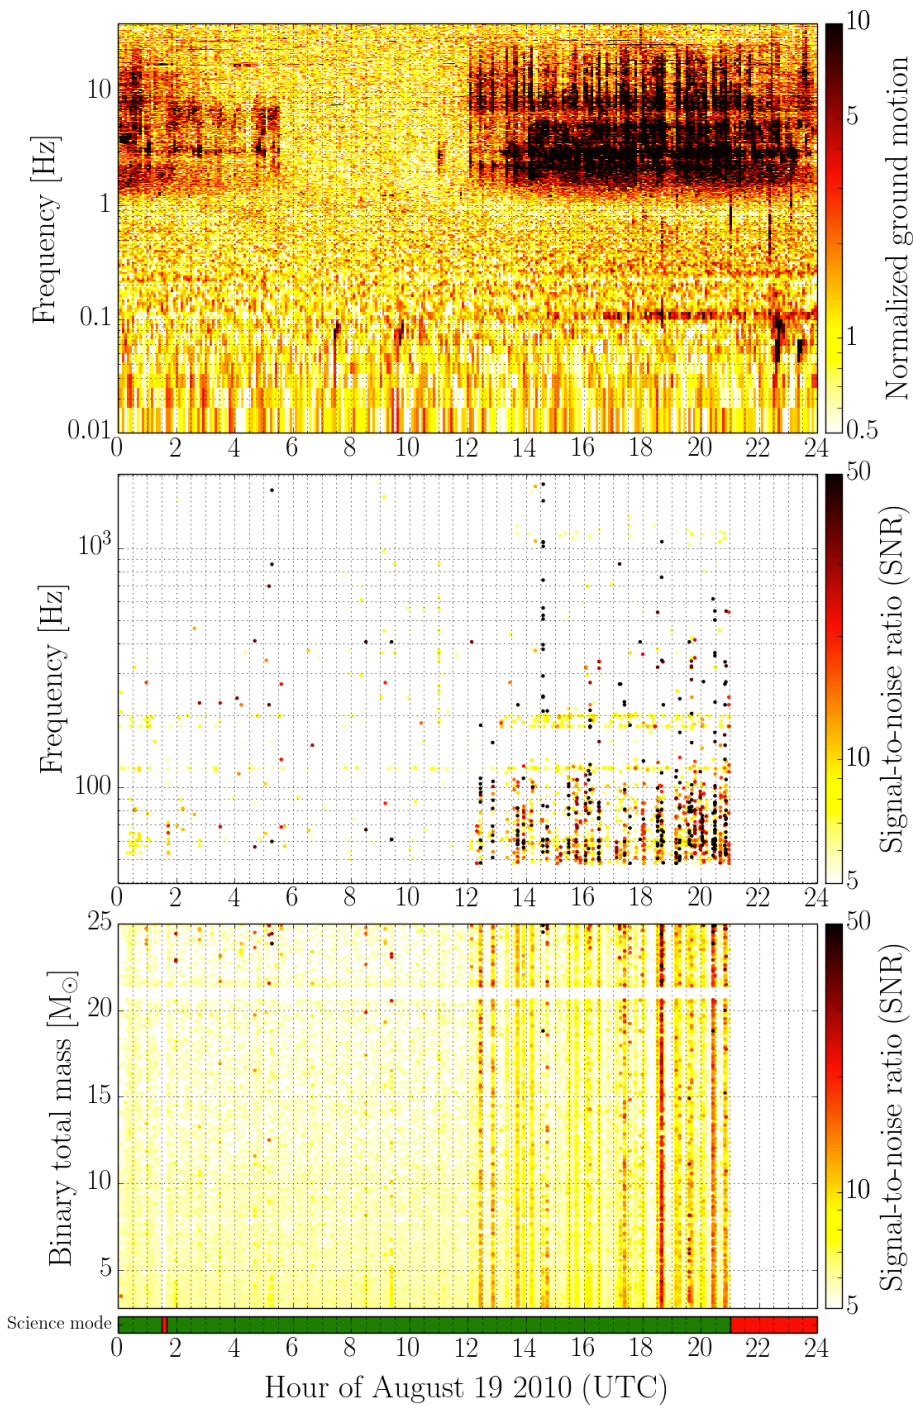 10
1
0.1
0.01
Frequency [Hz]
0 2 4 6 8 10 12 14 16 18 20 22 24
10
5
1
0.5
Normalized ground motion
10³
100
Frequency [Hz]
0 2 4 6 8 10 12 14 16 18 20 22 24
50
10
5
Signal-to-noise ratio (SNR)
25
20
15
10
5
Binary total mass [M☉]
50
10
5
Signal-to-noise ratio (SNR)
Science mode
0 2 4 6 8 10 12 14 16 18 20 22 24
Hour of August 19 2010 (UTC)